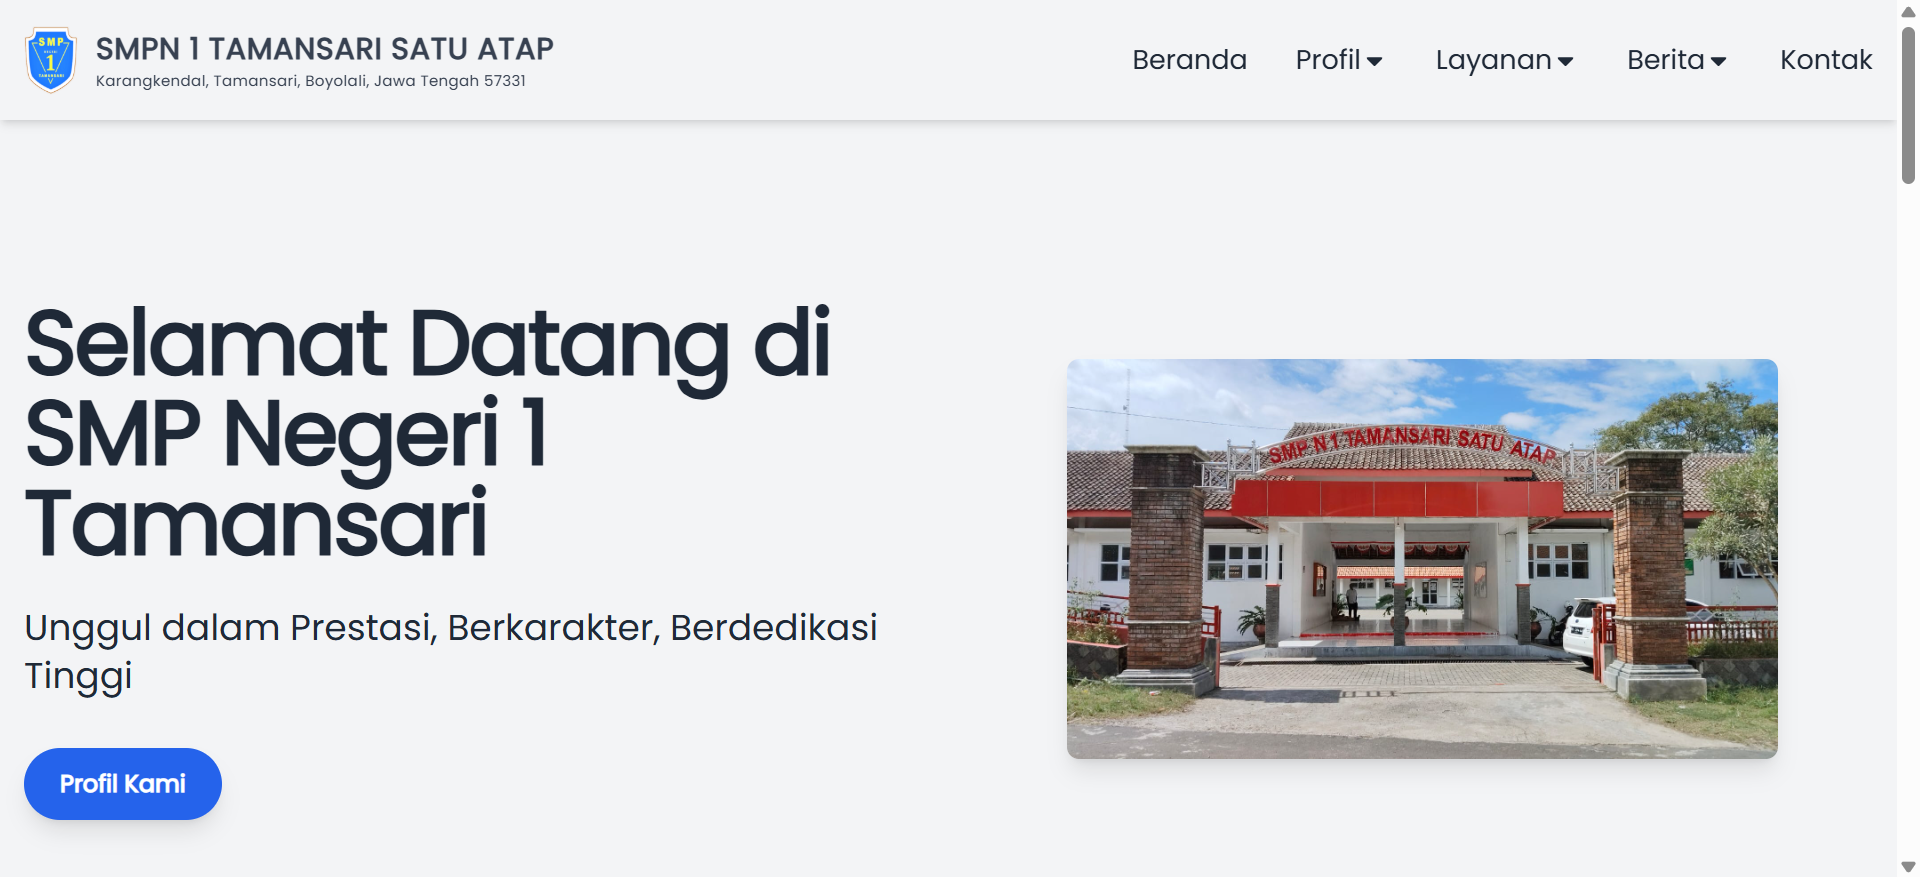 SMP
1
TAMANSARI
SMPN 1 TAMANSARI SATU ATAP
Karangkendal, Tamansari, Boyolali, Jawa Tengah 57331
Beranda
Profil
Layanan
Berita
Kontak
Selamat Datang di
SMP Negeri 1
Tamansari
Unggul dalam Prestasi, Berkarakter, Berdedikasi
Tinggi
Profil Kami
SMP N 1 TAMANSARI SATU ATAP